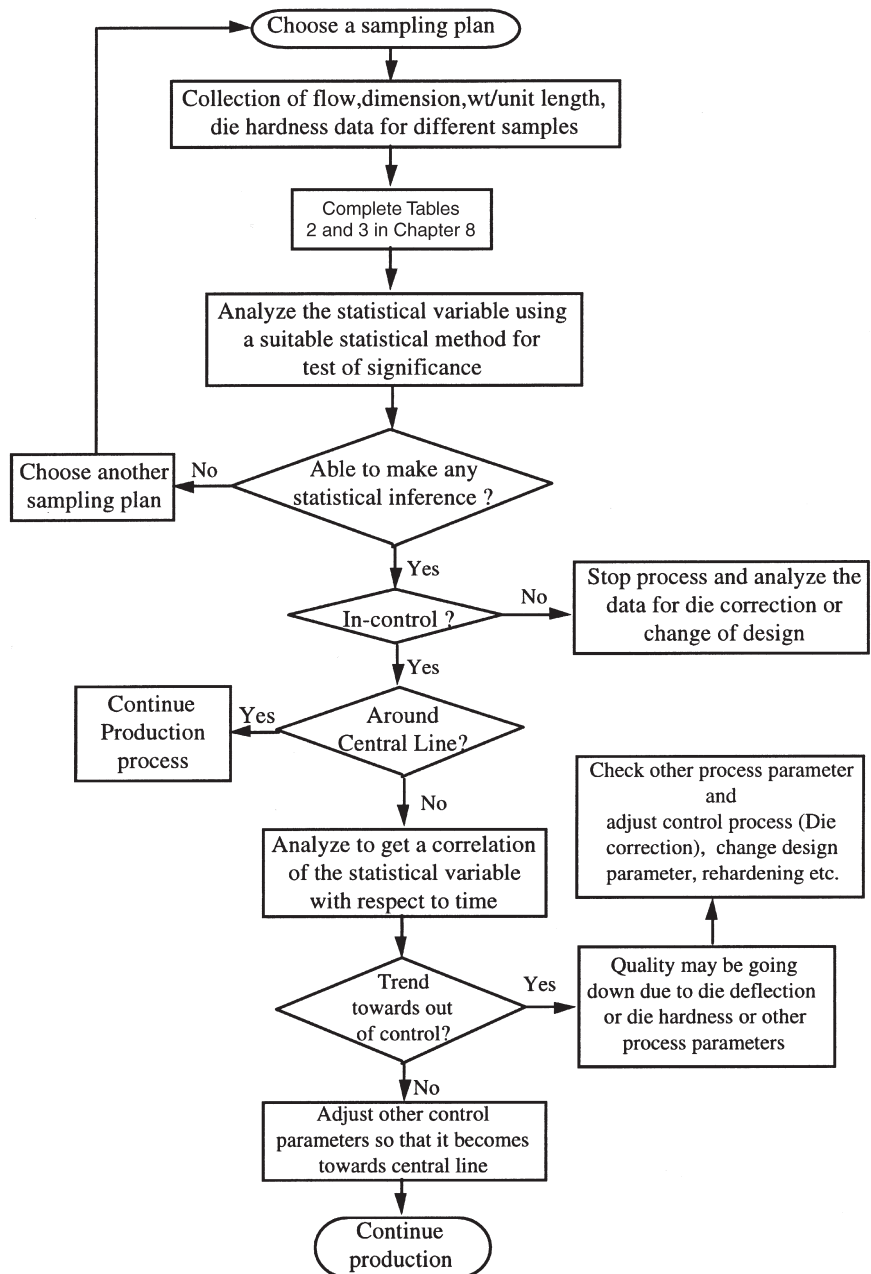 Choose a sampling plan
Collection of flow,dimension,wt/unit length,
die hardness data for different samples
Complete Tables
2 and 3 in Chapter 8
Analyze the statistical variable using
a suitable statistical method for
test of significance
Able to make any
statistical inference ?
No
Choose another
sampling plan
Yes
In-control ?
No
Stop process and analyze the
data for die correction or
change of design
Yes
Around
Central Line?
Yes
Continue
Production
process
No
Analyze to get a correlation
of the statistical variable
with respect to time
Trend
towards out
of control?
Yes
Quality may be going
down due to die deflection
or die hardness or other
process parameters
Check other process parameter
and
adjust control process (Die
correction), change design
parameter, rehardening etc.
No
Adjust other control
parameters so that it becomes
towards central line
Continue
production